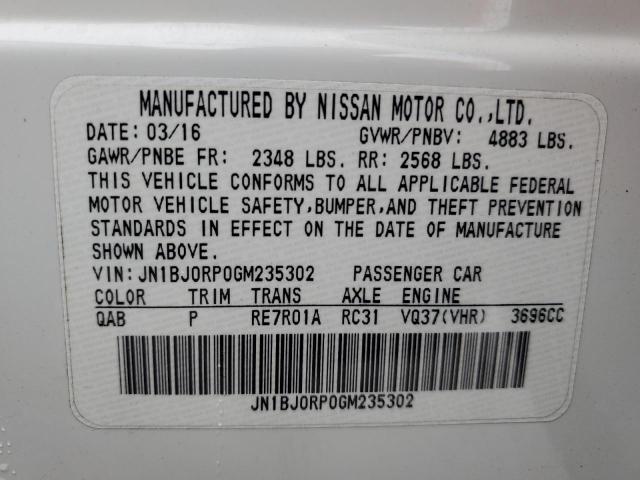 MANUFACTURED BY NISSAN MOTOR CO.,LTD.
DATE: 03/16 GVWR/PNBV: 4883 LBS.
GAWR/PNBE FR: 2348 LBS. RR: 2568 LBS.
THIS VEHICLE CONFORMS TO ALL APPLICABLE FEDERAL
MOTOR VEHICLE SAFETY,BUMPER,AND THEFT PREVENTION
STANDARDS IN EFFECT ON THE DATE OF MANUFACTURE
SHOWN ABOVE.
VIN:JN1BJ0RP0GM235302 PASSENGER CAR
COLOR TRIM TRANS AXLE ENGINE
QAB P RE7R01A RC31 VQ37(VHR) 3696CC
JN1BJ0RP0GM235302